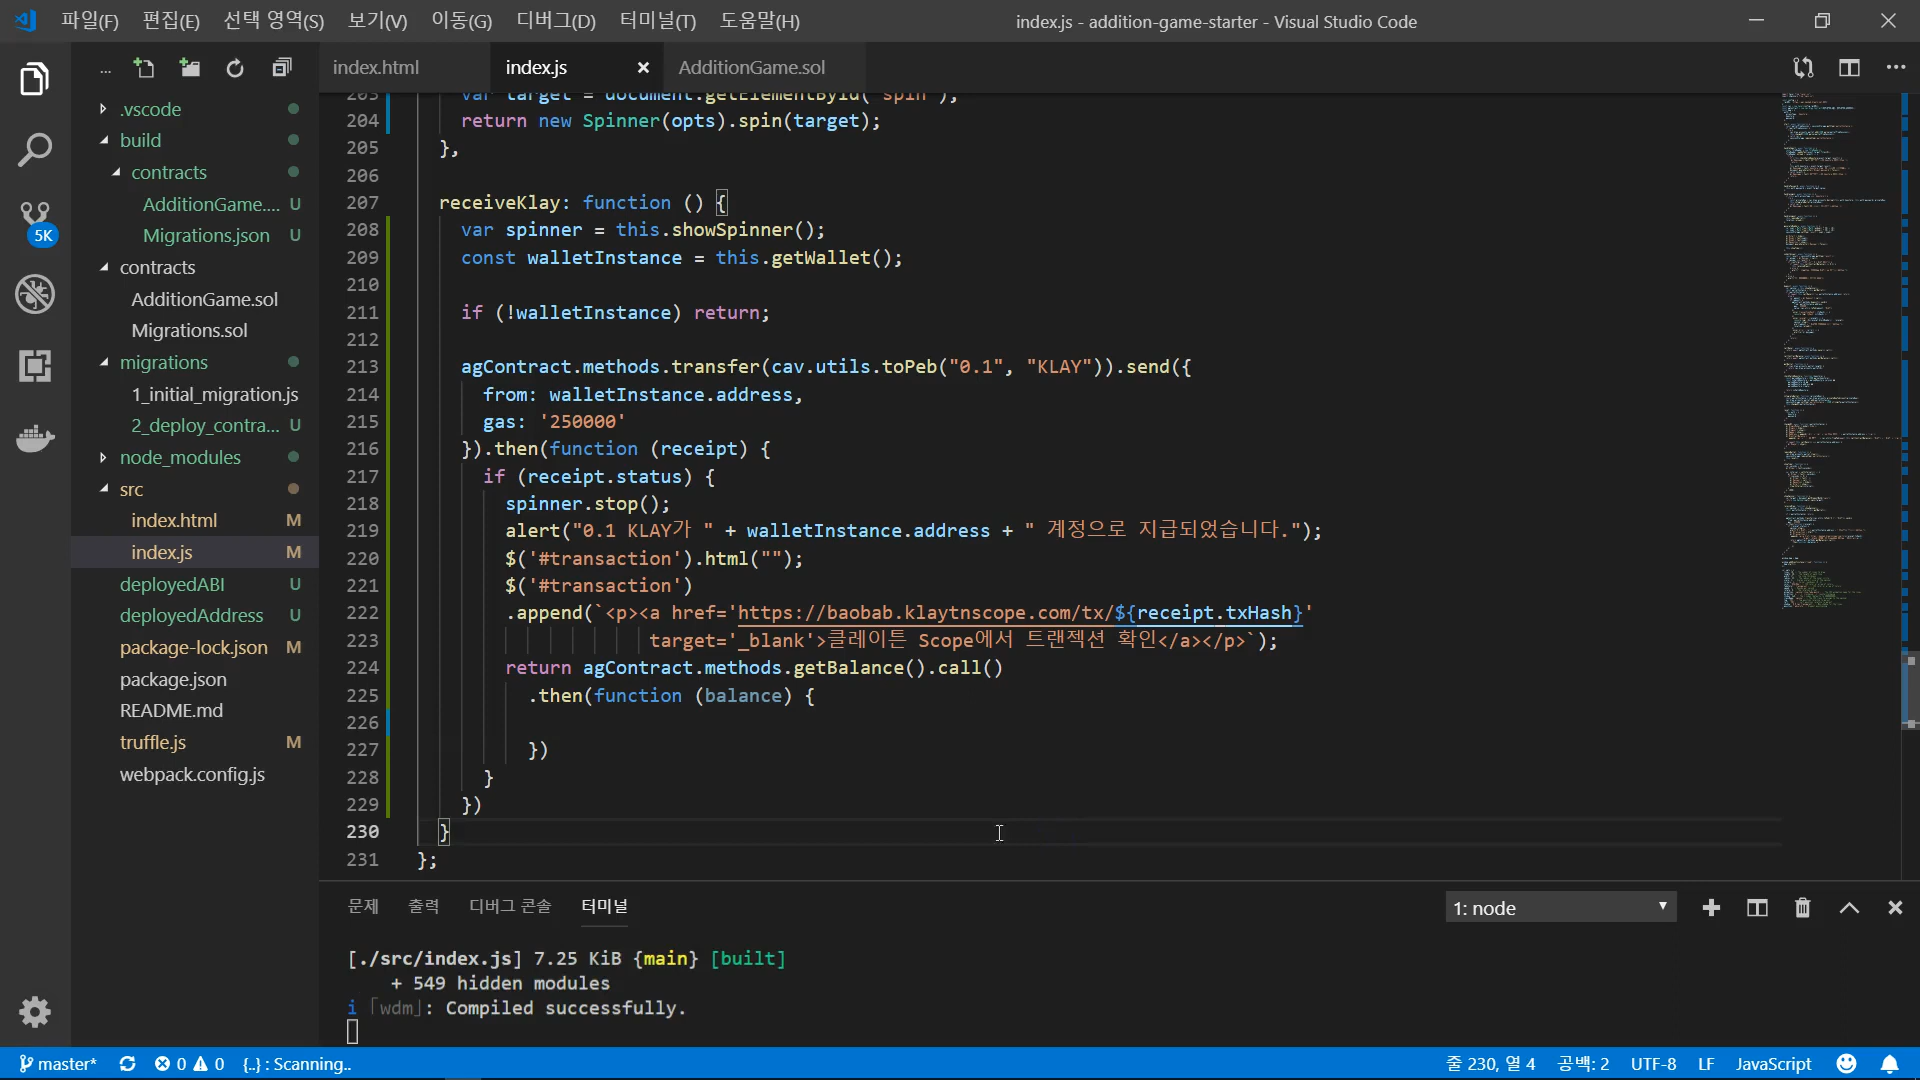 파일(F) 편집(E) 선택 영역(S) 보기(V) 이동(G) 디버그(D) 터미널(T) 도움말(H) index.js - addition-game-starter - Visual Studio Code
... index.html index.js AdditionGame.sol
.vscode
build
contracts
AdditionGame.... U
Migrations.json U
contracts
AdditionGame.sol
Migrations.sol
migrations
1_initial_migration.js
2_deploy_contra... U
node_modules
src
index.html M
index.js M
deployedABI U
deployedAddress U
package-lock.json M
package.json
README.md
truffle.js M
webpack.config.js
5K
203 var target = document.getElementById('spin');
204 return new Spinner(opts).spin(target);
205 },
206
207 receiveKlay: function () {
208 var spinner = this.showSpinner();
209 const walletInstance = this.getWallet();
210
211 if (!walletInstance) return;
212
213 agContract.methods.transfer(cav.utils.toPeb("0.1", "KLAY")).send({
214 from: walletInstance.address,
215 gas: '250000'
216 }).then(function (receipt) {
217 if (receipt.status) {
218 spinner.stop();
219 alert("0.1 KLAY가 " + walletInstance.address + " 계정으로 지급되었습니다.");
220 $('#transaction').html("");
221 $('#transaction')
222 .append(`<p><a href='https://baobab.klaytnscope.com/tx/${receipt.txHash}'
223 target='_blank'>클레이튼 Scope에서 트랜젝션 확인</a></p>`);
224 return agContract.methods.getBalance().call()
225 .then(function (balance) {
226
227 })
228 }
229 })
230 }
231 };
문제 출력 디버그 콘솔 터미널 1: node
[./src/index.js] 7.25 KiB {main} [built]
+ 549 hidden modules
i ｢wdm｣: Compiled successfully.
master* 0 0 {..} : Scanning.. 줄 230, 열 4 공백: 2 UTF-8 LF JavaScript